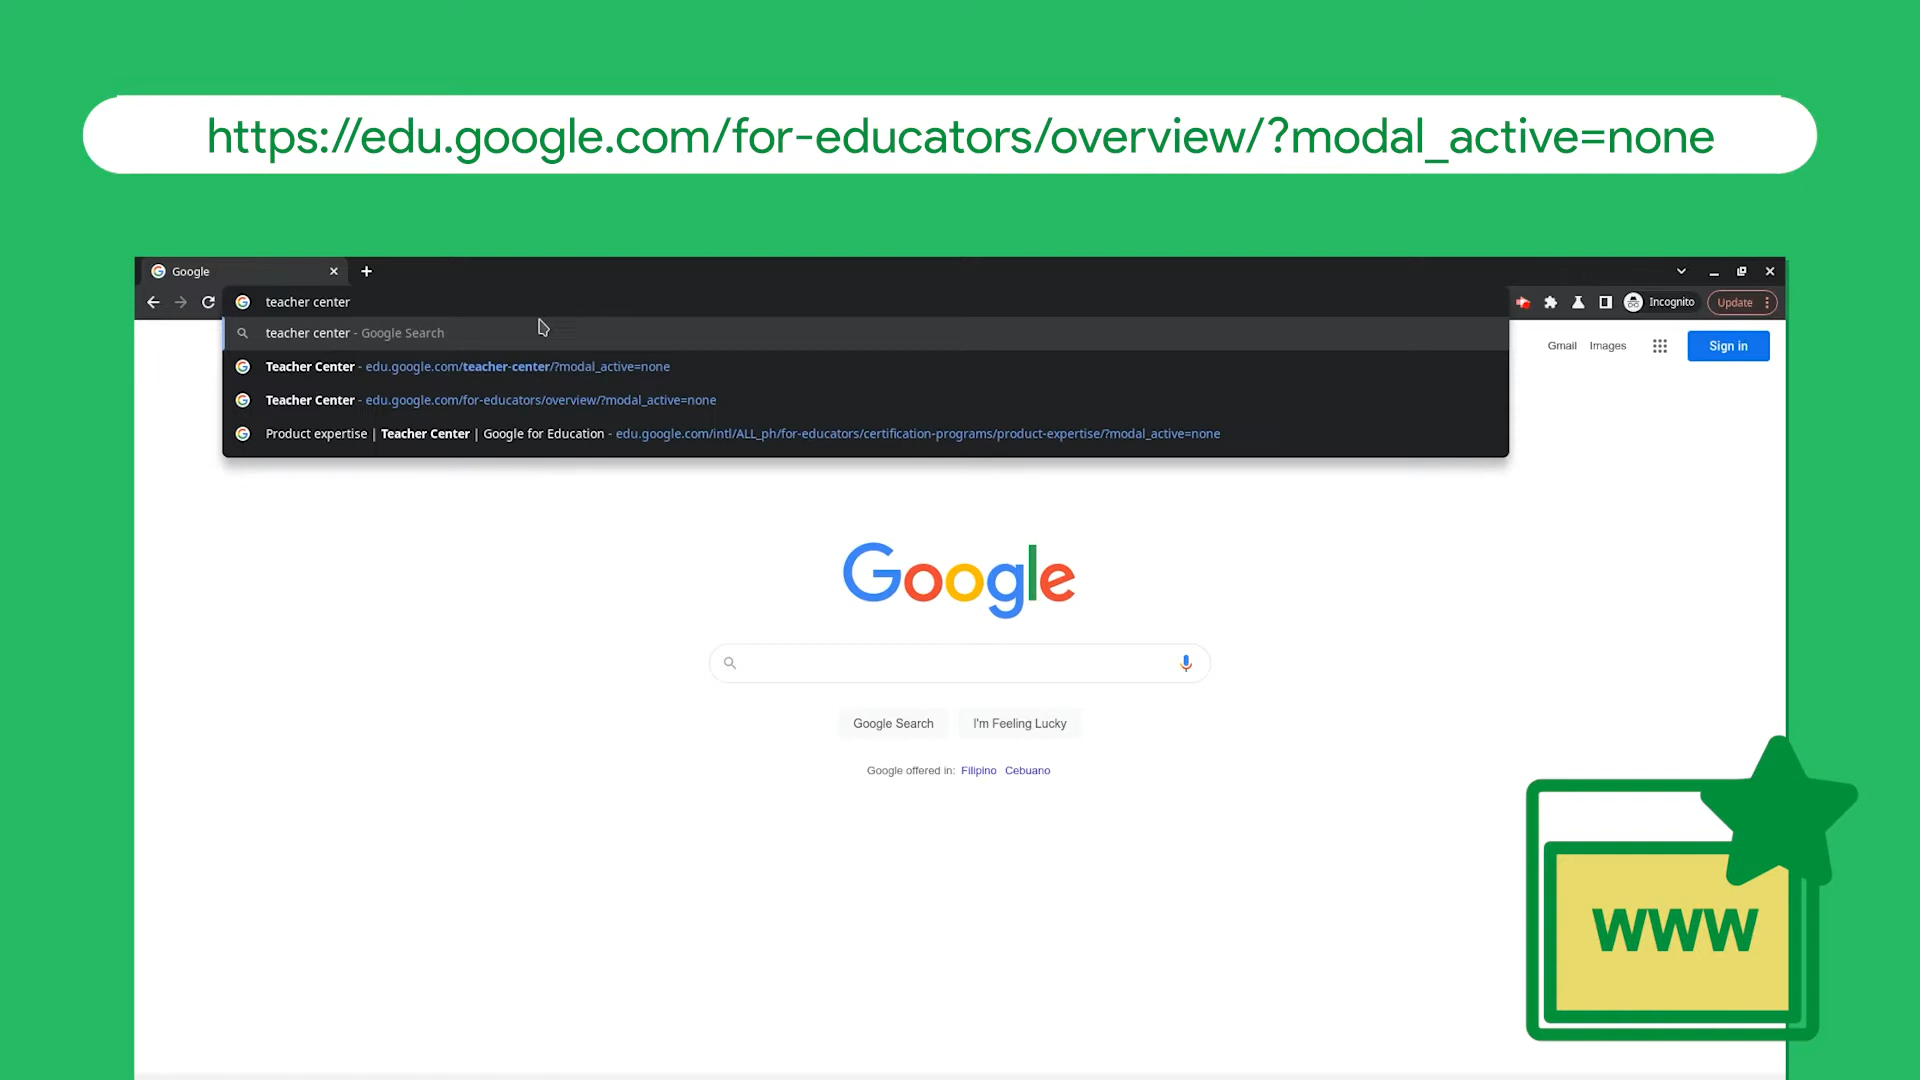 https://edu.google.com/for-educators/overview/?modal_active=none
Google
teacher center
Incognito
Update
teacher center - Google Search
Teacher Center - edu.google.com/teacher-center/?modal_active=none
Teacher Center - edu.google.com/for-educators/overview/?modal_active=none
Product expertise | Teacher Center | Google for Education - edu.google.com/intl/ALL_ph/for-educators/certification-programs/product-expertise/?modal_active=none
Gmail Images
Sign in
Google
Google Search
I'm Feeling Lucky
Google offered in: Filipino Cebuano
WWW